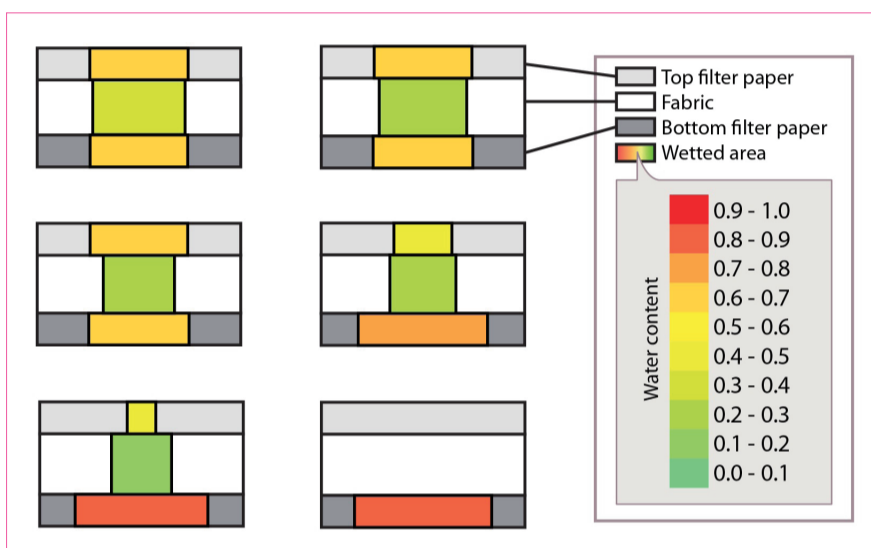 Top filter paper
Fabric
Bottom filter paper
Wetted area
Water content
0.9 - 1.0
0.8 - 0.9
0.7 - 0.8
0.6 - 0.7
0.5 - 0.6
0.4 - 0.5
0.3 - 0.4
0.2 - 0.3
0.1 - 0.2
0.0 - 0.1